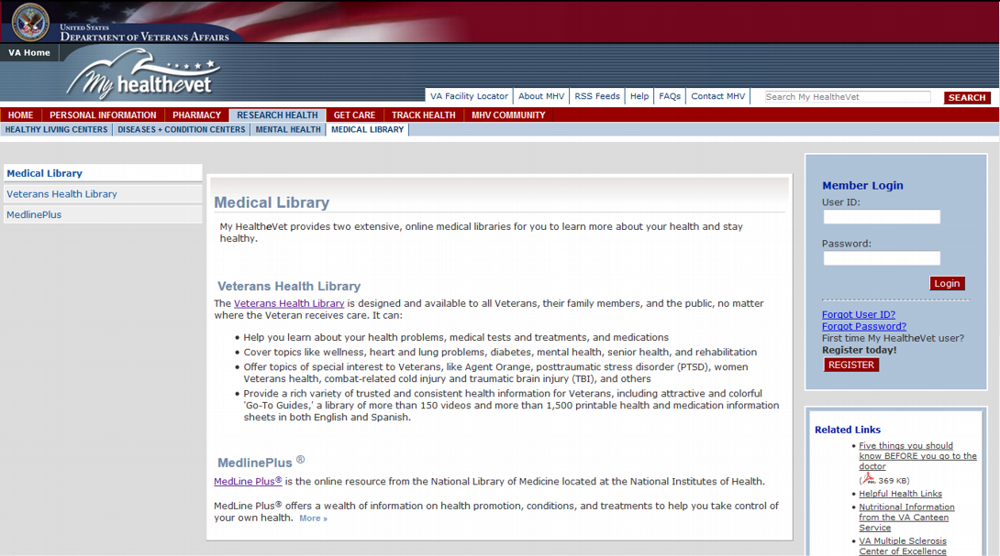 UNITED STATES
DEPARTMENT OF VETERANS AFFAIRS
VA Home
My healthevet
VA Facility Locator
About MHV
RSS Feeds
Help
FAQs
Contact MHV
Search My HealtheVet
SEARCH
HOME
PERSONAL INFORMATION
PHARMACY
RESEARCH HEALTH
GET CARE
TRACK HEALTH
MHV COMMUNITY
HEALTHY LIVING CENTERS
DISEASES + CONDITION CENTERS
MENTAL HEALTH
MEDICAL LIBRARY
Medical Library
Veterans Health Library
MedlinePlus
Medical Library
My HealtheVet provides two extensive, online medical libraries for you to learn more about your health and stay
healthy.
Veterans Health Library
The Veterans Health Library is designed and available to all Veterans, their family members, and the public, no matter
where the Veteran receives care. It can:
• Help you learn about your health problems, medical tests and treatments, and medications
• Cover topics like wellness, heart and lung problems, diabetes, mental health, senior health, and rehabilitation
• Offer topics of special interest to Veterans, like Agent Orange, posttraumatic stress disorder (PTSD), women
Veterans health, combat-related cold injury and traumatic brain injury (TBI), and others
• Provide a rich variety of trusted and consistent health information for Veterans, including attractive and colorful
'Go-To Guides,' a library of more than 150 videos and more than 1,500 printable health and medication information
sheets in both English and Spanish.
MedlinePlus ®
MedLine Plus® is the online resource from the National Library of Medicine located at the National Institutes of Health.
MedLine Plus® offers a wealth of information on health promotion, conditions, and treatments to help you take control of
your own health. More »
Member Login
User ID:
Password:
Login
Forgot User ID?
Forgot Password?
First time My HealtheVet user?
Register today!
REGISTER
Related Links
• Five things you should
know BEFORE you go to the
doctor
(PDF, 369 KB)
• Helpful Health Links
• Nutritional Information
from the VA Canteen
Service
• VA Multiple Sclerosis
Center of Excellence